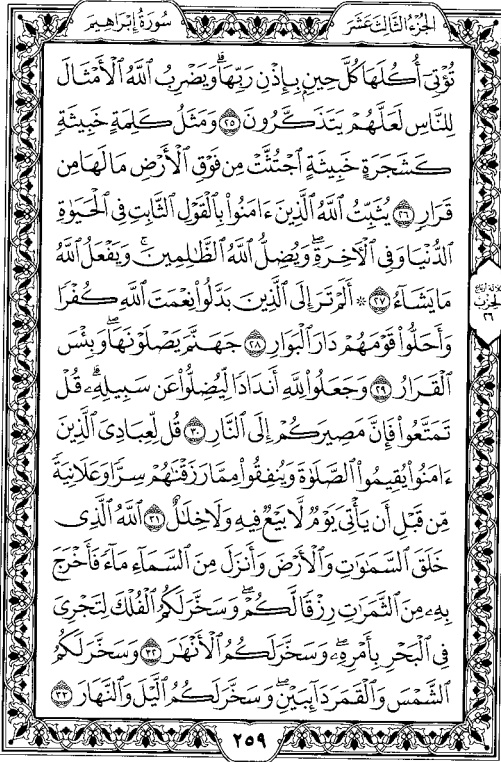 الجزء الثالث عشر
سورة إبراهيم
تُؤْتِىٓ أُكُلَهَا كُلَّ حِينٍۭ بِإِذْنِ رَبِّهَاۗ وَيَضْرِبُ ٱللَّهُ ٱلْأَمْثَالَ
لِلنَّاسِ لَعَلَّهُمْ يَتَذَكَّرُونَ ٢٥ وَمَثَلُ كَلِمَةٍ خَبِيثَةٍ
كَشَجَرَةٍ خَبِيثَةٍ ٱجْتُثَّتْ مِن فَوْقِ ٱلْأَرْضِ مَا لَهَا مِن
قَرَارٍ ٢٦ يُثَبِّتُ ٱللَّهُ ٱلَّذِينَ ءَامَنُوا۟ بِٱلْقَوْلِ ٱلثَّابِتِ فِى ٱلْحَيَوٰةِ
ٱلدُّنْيَا وَفِى ٱلْأَخِرَةِۖ وَيُضِلُّ ٱللَّهُ ٱلظَّٰلِمِينَۚ وَيَفْعَلُ ٱللَّهُ
مَا يَشَآءُ ٢٧ ۞ أَلَمْ تَرَ إِلَى ٱلَّذِينَ بَدَّلُوا۟ نِعْمَتَ ٱللَّهِ كُفْرًا
وَأَحَلُّوا۟ قَوْمَهُمْ دَارَ ٱلْبَوَارِ ٢٨ جَهَنَّمَ يَصْلَوْنَهَاۖ وَبِئْسَ
ٱلْقَرَارُ ٢٩ وَجَعَلُوا۟ لِلَّهِ أَندَادًا لِّيُضِلُّوا۟ عَن سَبِيلِهِۦۗ قُلْ
تَمَتَّعُوا۟ فَإِنَّ مَصِيرَكُمْ إِلَى ٱلنَّارِ ٣٠ قُل لِّعِبَادِىَ ٱلَّذِينَ
ءَامَنُوا۟ يُقِيمُوا۟ ٱلصَّلَوٰةَ وَيُنفِقُوا۟ مِمَّا رَزَقْنَٰهُمْ سِرًّا وَعَلَانِيَةً
مِّن قَبْلِ أَن يَأْتِىَ يَوْمٌ لَّا بَيْعٌ فِيهِ وَلَا خِلَٰلٌ ٣١ ٱللَّهُ ٱلَّذِى
خَلَقَ ٱلسَّمَٰوَٰتِ وَٱلْأَرْضَ وَأَنزَلَ مِنَ ٱلسَّمَآءِ مَآءً فَأَخْرَجَ
بِهِۦ مِنَ ٱلثَّمَرَٰتِ رِزْقًا لَّكُمْۖ وَسَخَّرَ لَكُمُ ٱلْفُلْكَ لِتَجْرِىَ
فِى ٱلْبَحْرِ بِأَمْرِهِۦۖ وَسَخَّرَ لَكُمُ ٱلْأَنْهَٰرَ ٣٢ وَسَخَّرَ لَكُمُ
ٱلشَّمْسَ وَٱلْقَمَرَ دَآئِبَيْنِۖ وَسَخَّرَ لَكُمُ ٱلَّيْلَ وَٱلنَّهَارَ ٣٣
ثلاثة أرباع
الحزب
٢٦
٢٥٩